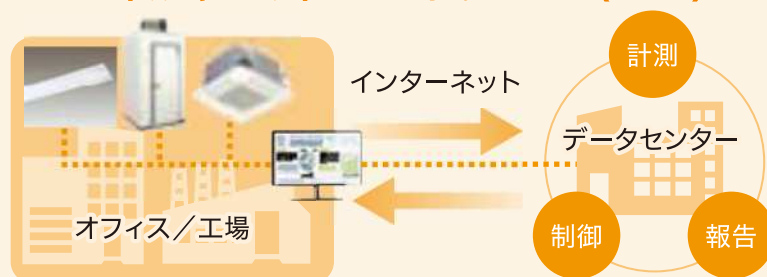 インターネット
計測
データセンター
オフィス／工場
制御
報告